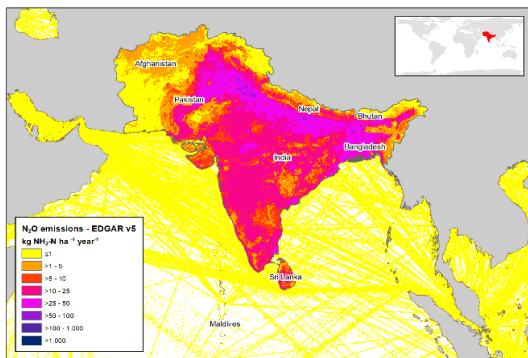 Afghanistan
Pakistan
Nepal
Bhutan
Bangladesh
India
Sri Lanka
Maldives
N₂O emissions - EDGAR v5
kg NH₃-N ha ⁻¹ year⁻¹
≤1
>1 - 5
>5 - 10
>10 - 25
>25 - 50
>50 - 100
>100 - 1.000
>1.000